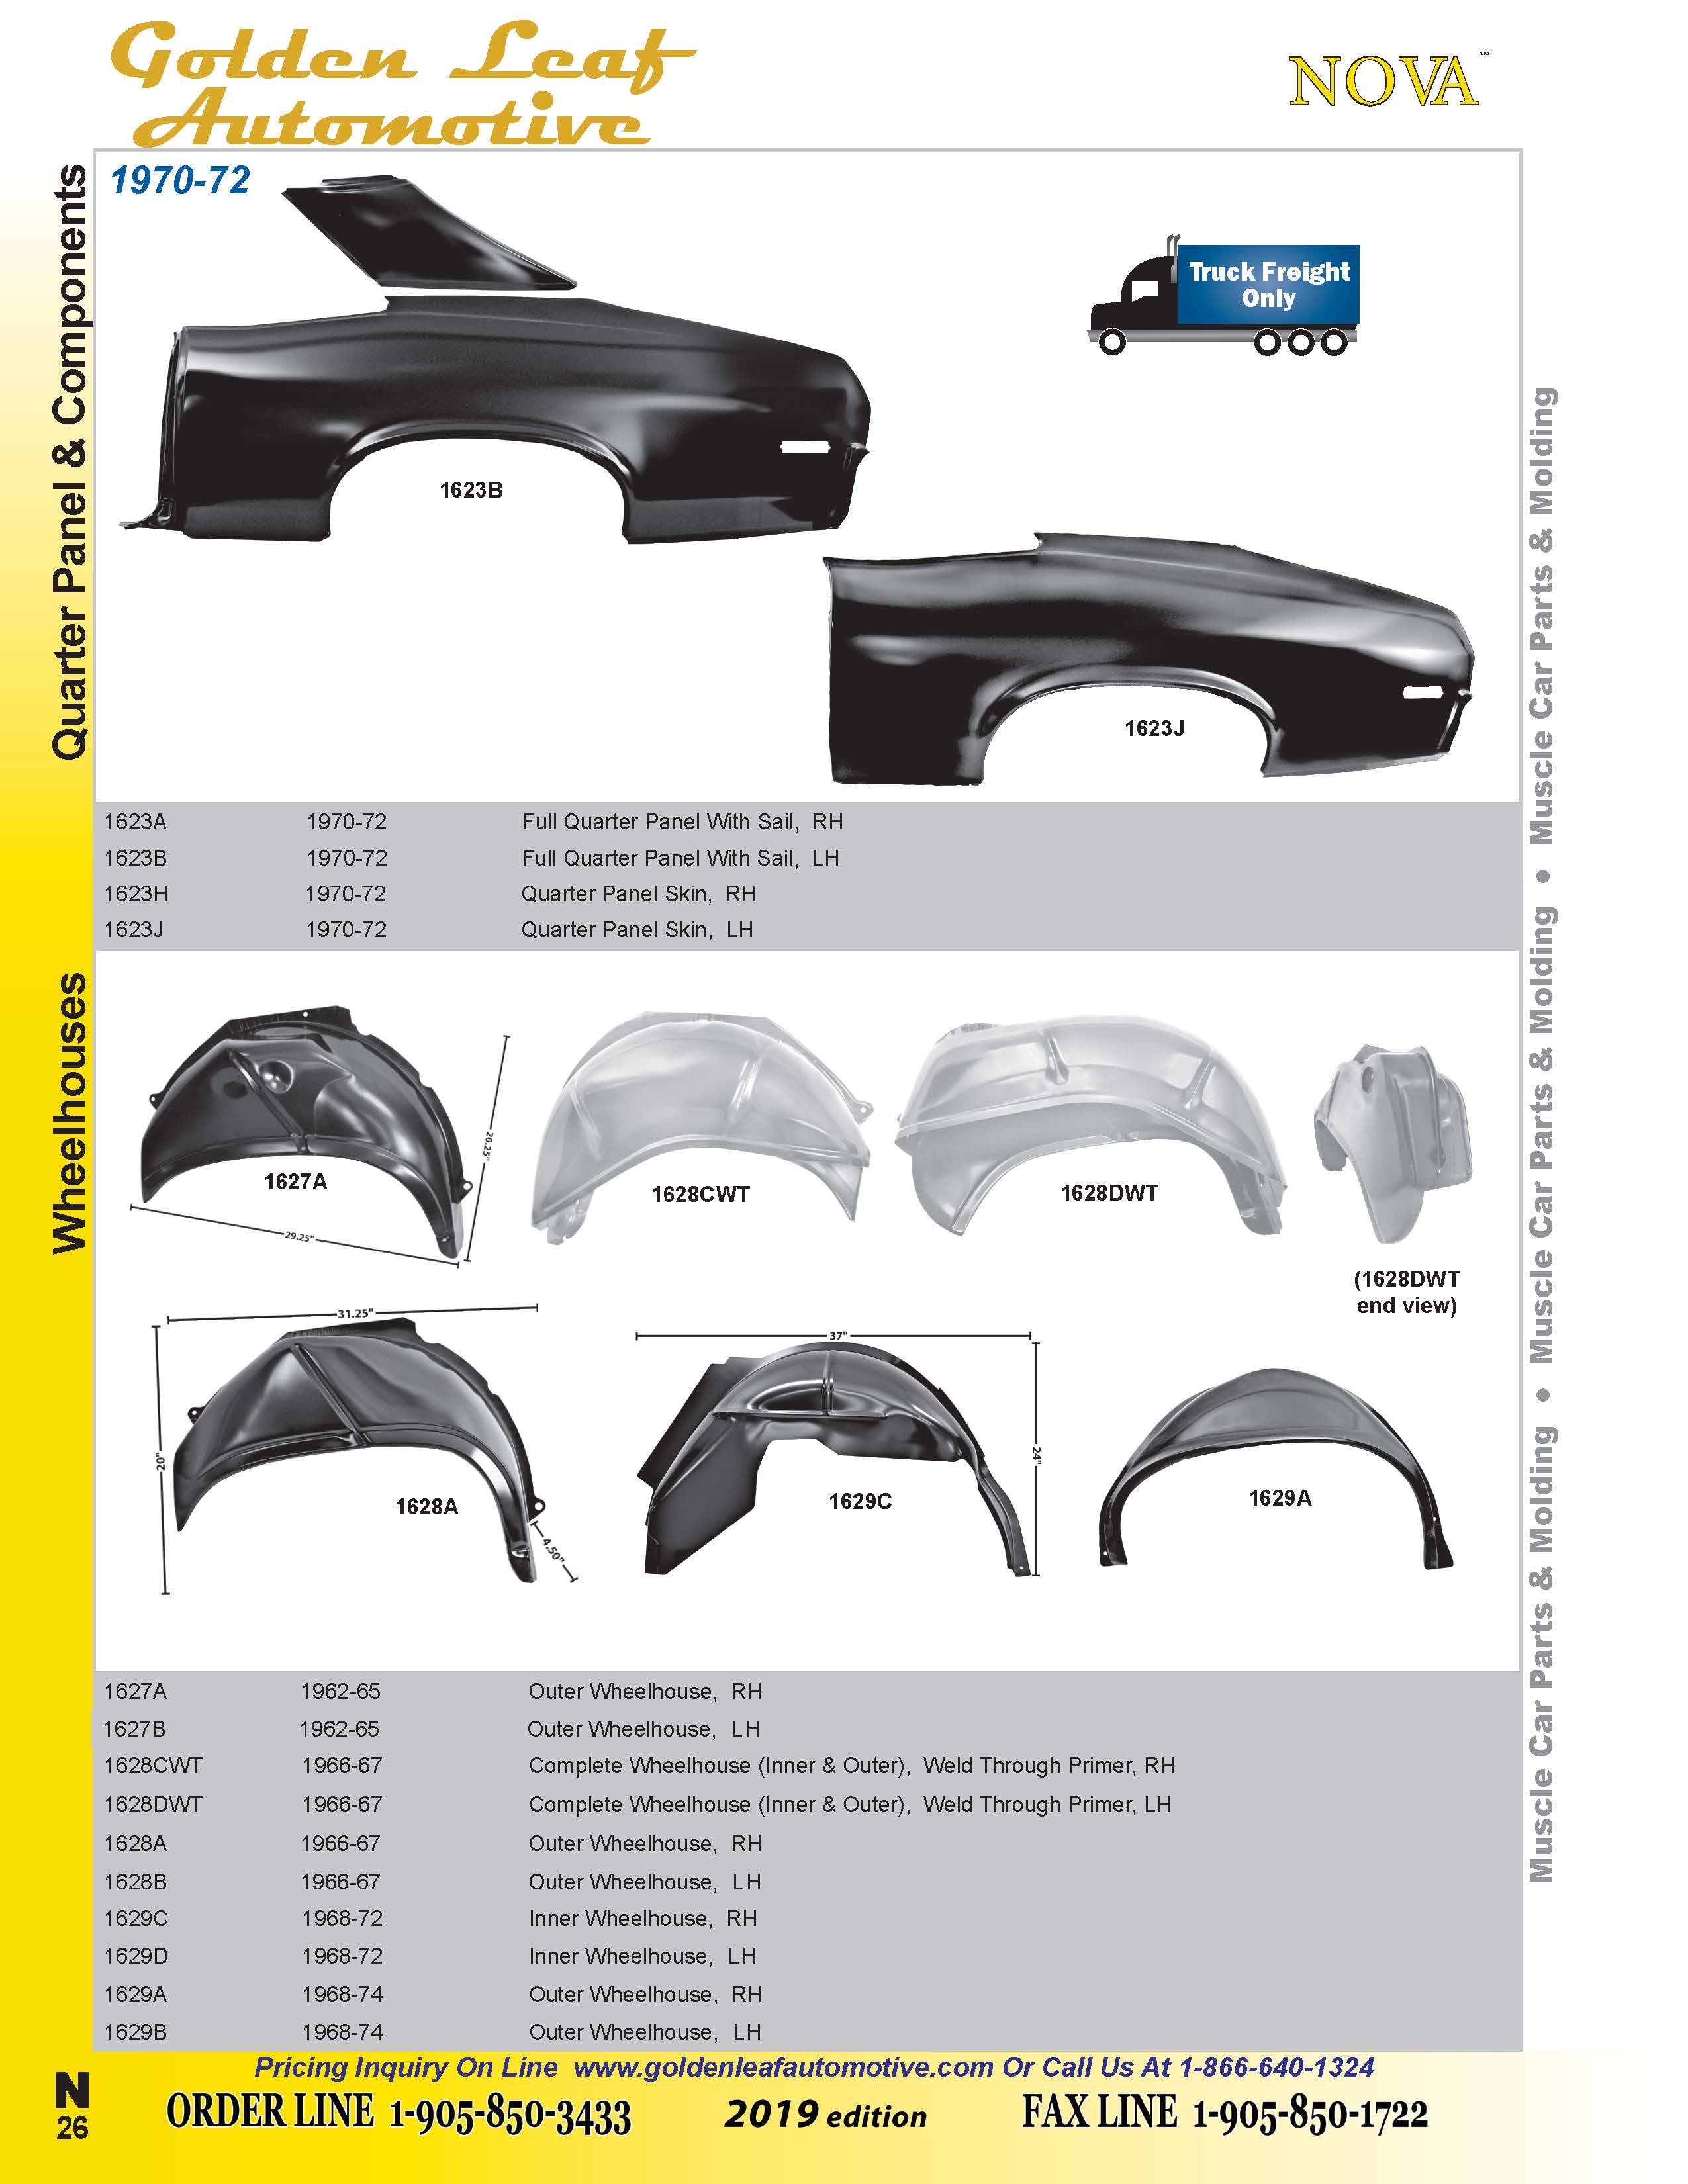 Golden Leaf
Automotive
NOVA™
Quarter Panel & Components
1970-72
Truck Freight
Only
1623B
1623J
1623A 1970-72 Full Quarter Panel With Sail, RH
1623B 1970-72 Full Quarter Panel With Sail, LH
1623H 1970-72 Quarter Panel Skin, RH
1623J 1970-72 Quarter Panel Skin, LH
Wheelhouses
1627A
20.25"
29.25"
1628CWT
1628DWT
(1628DWT
end view)
31.25"
20"
1628A
4.50"
37"
24"
1629C
1629A
1627A 1962-65 Outer Wheelhouse, RH
1627B 1962-65 Outer Wheelhouse, LH
1628CWT 1966-67 Complete Wheelhouse (Inner & Outer), Weld Through Primer, RH
1628DWT 1966-67 Complete Wheelhouse (Inner & Outer), Weld Through Primer, LH
1628A 1966-67 Outer Wheelhouse, RH
1628B 1966-67 Outer Wheelhouse, LH
1629C 1968-72 Inner Wheelhouse, RH
1629D 1968-72 Inner Wheelhouse, LH
1629A 1968-74 Outer Wheelhouse, RH
1629B 1968-74 Outer Wheelhouse, LH
Muscle Car Parts & Molding • Muscle Car Parts & Molding • Muscle Car Parts & Molding
Pricing Inquiry On Line www.goldenleafautomotive.com Or Call Us At 1-866-640-1324
N
26
ORDER LINE 1-905-850-3433 2019 edition FAX LINE 1-905-850-1722